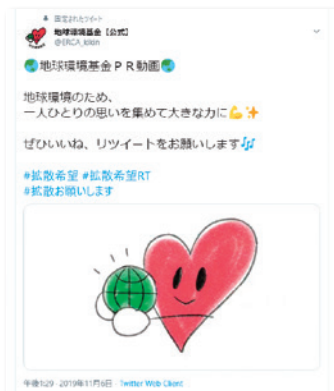 固定されたツイート
地球環境基金【公式】
@ERCA_kikin
地球環境基金ＰＲ動画
地球環境のため、
一人ひとりの思いを集めて大きな力に
ぜひいいね、リツイートをお願いします
#拡散希望 #拡散希望RT
#拡散お願いします
午後1:29 · 2019年11月6日 · Twitter Web Client